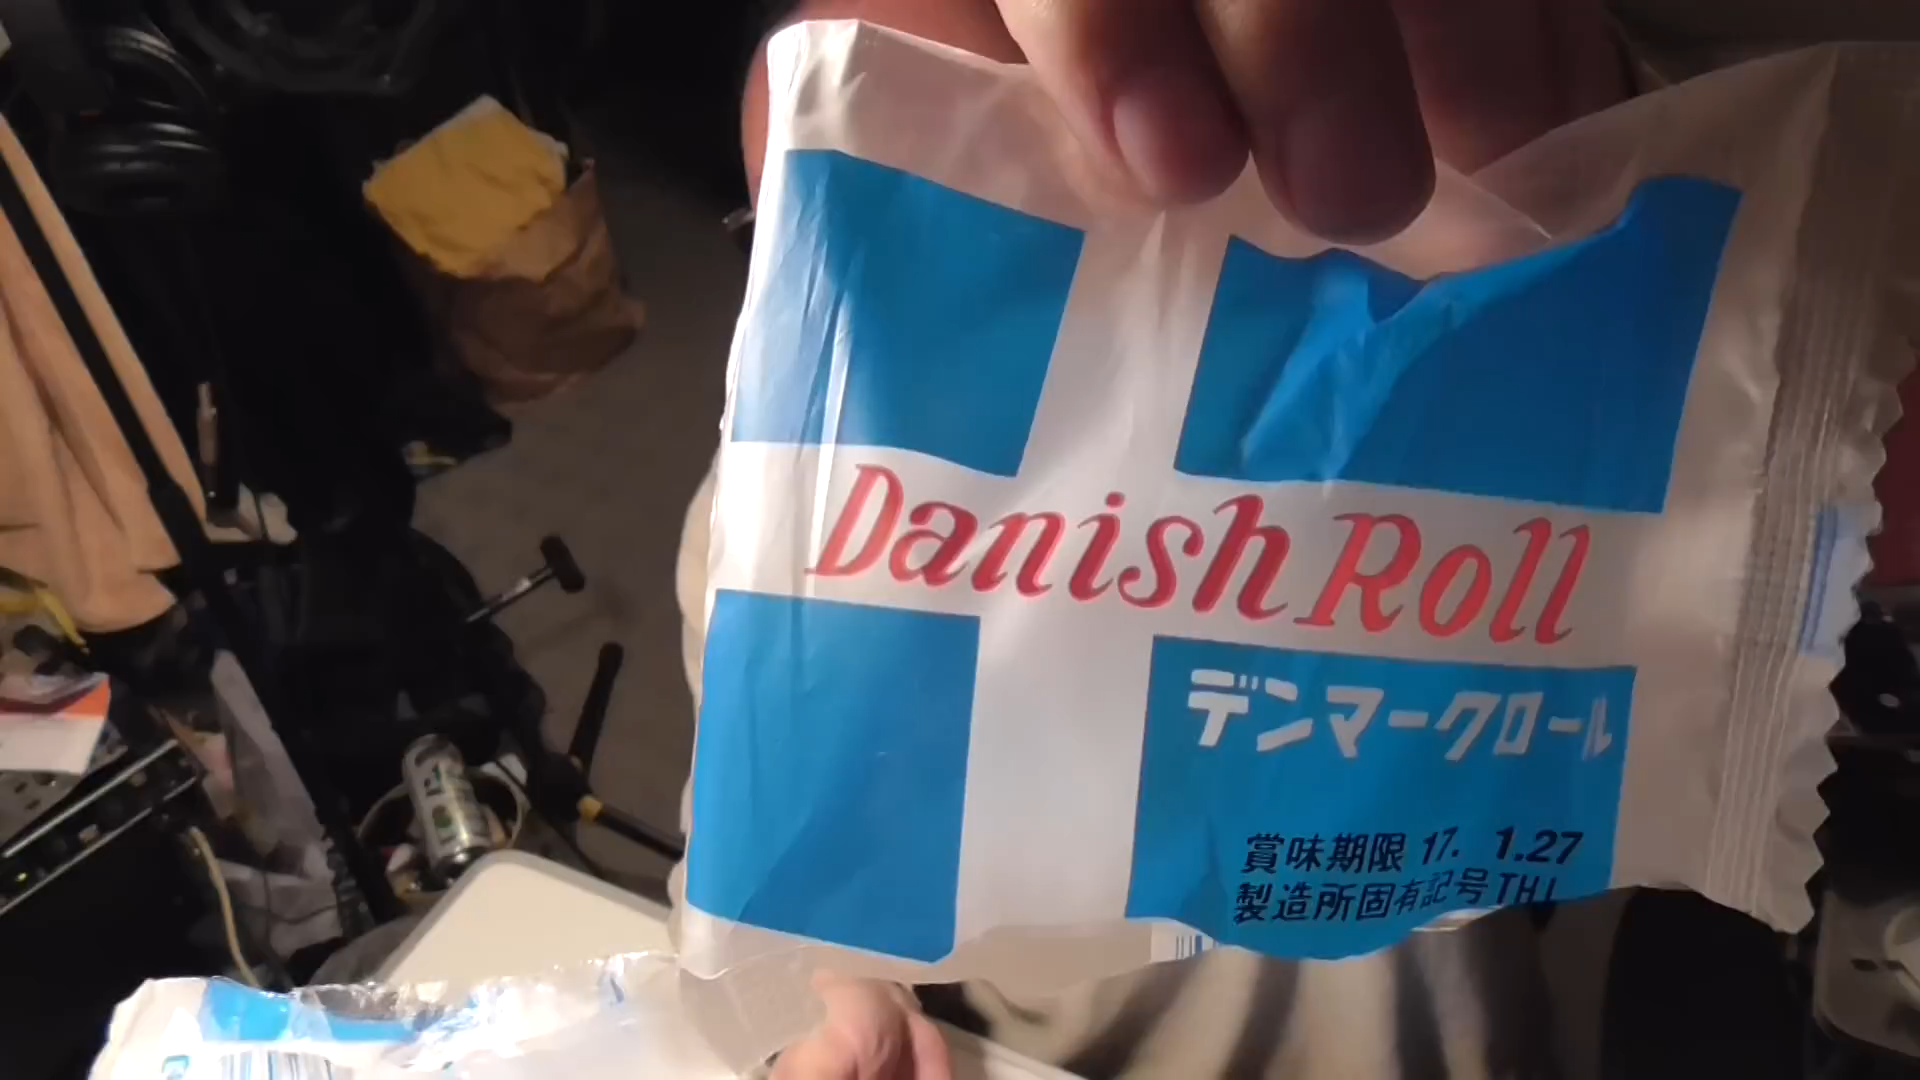 Danish Roll
デンマークロール
賞味期限 17. 1.27
製造所固有記号 TH1